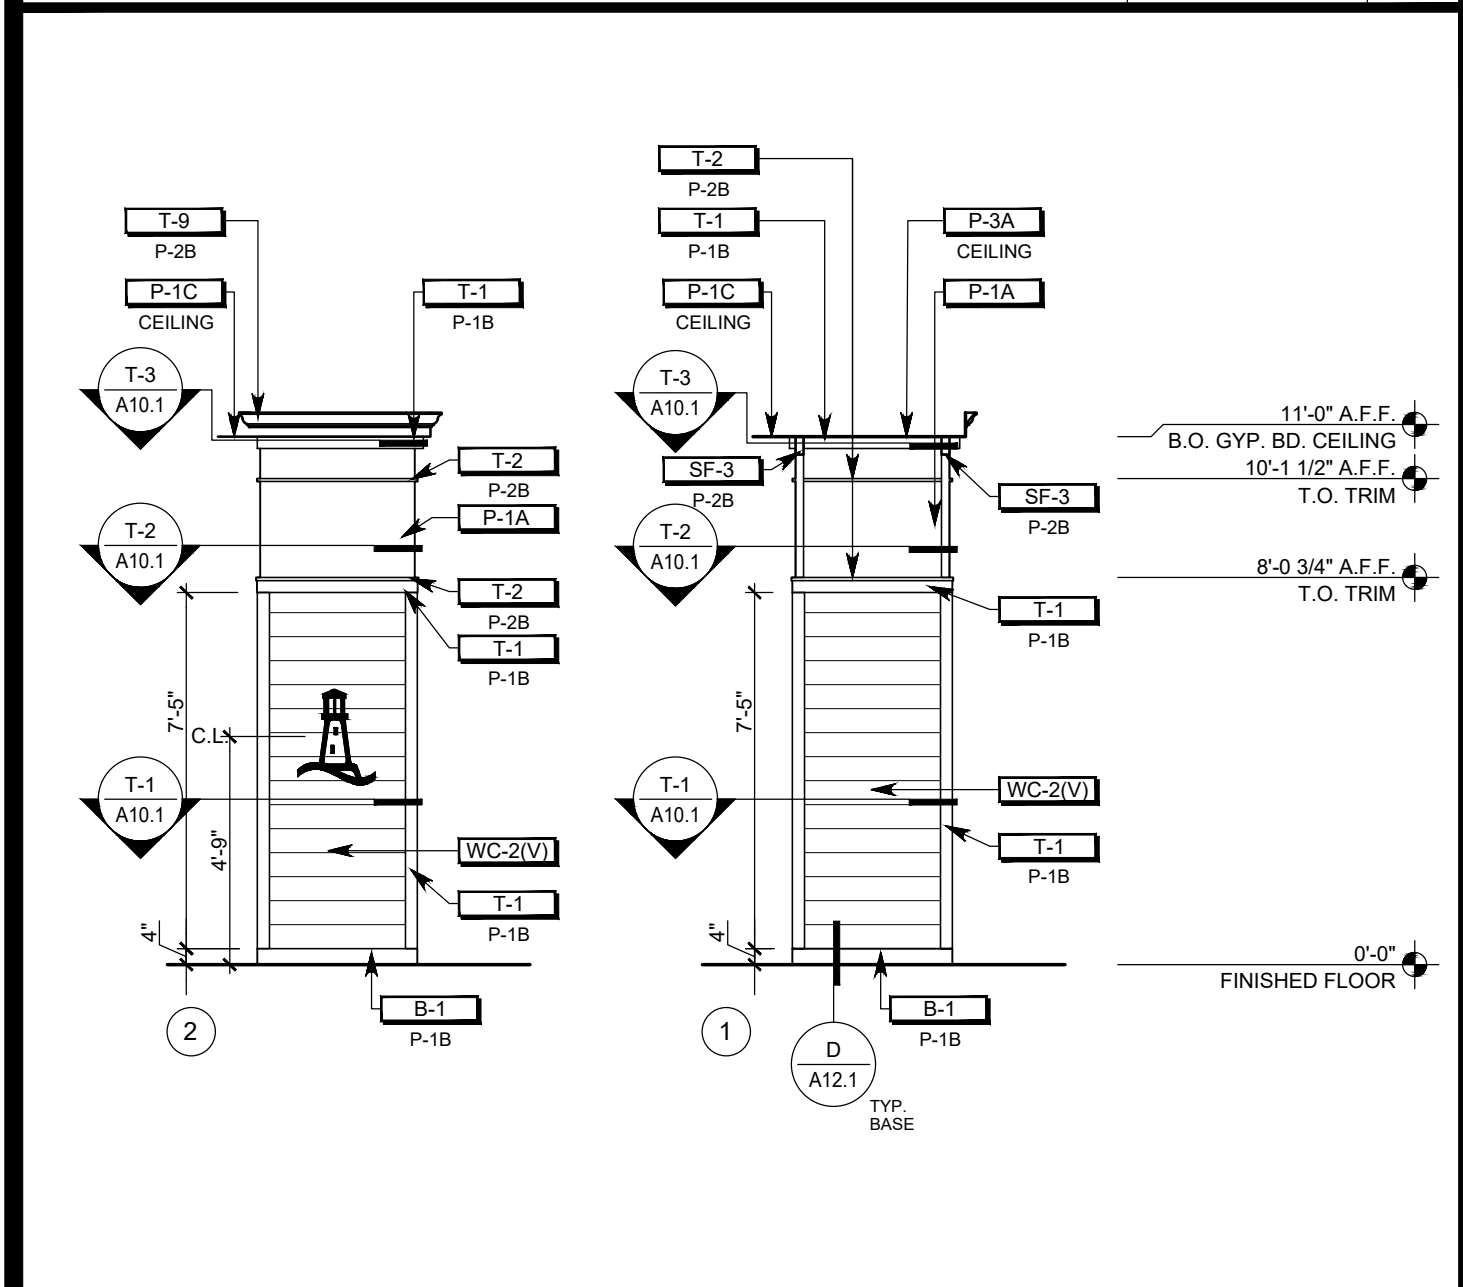 T-9
P-2B
P-1C
CEILING
T-1
P-1B
T-3
A10.1
T-2
P-2B
P-1A
T-2
A10.1
T-2
P-2B
T-1
P-1B
7'-5"
C.L.
T-1
A10.1
4'-9"
WC-2(V)
T-1
P-1B
4"
B-1
P-1B
2
T-2
P-2B
T-1
P-1B
P-3A
CEILING
P-1C
CEILING
P-1A
T-3
A10.1
SF-3
P-2B
SF-3
P-2B
T-2
A10.1
T-1
P-1B
7'-5"
WC-2(V)
T-1
A10.1
T-1
P-1B
4"
B-1
P-1B
1
D
A12.1
TYP.
BASE
11'-0" A.F.F.
B.O. GYP. BD. CEILING
10'-1 1/2" A.F.F.
T.O. TRIM
8'-0 3/4" A.F.F.
T.O. TRIM
0'-0"
FINISHED FLOOR